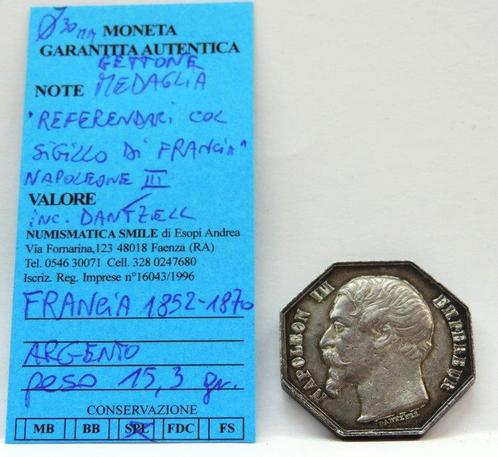 Ø 30 MM MONETA
GARANTITA AUTENTICA
GETTONE
NOTE MEDAGLIA
"REFERENDARI COL
SIGILLO DI FRANCIA"
NAPOLEONE III
VALORE
inc. DANTZELL
NUMISMATICA SMILE di Esopi Andrea
Via Fornarina,123 48018 Faenza (RA)
Tel. 0546 30071 Cell. 328 0247680
Iscriz. Reg. Imprese n°16043/1996
FRANCIA 1852-1870
ARGENTO
peso 15,3 gr.
CONSERVAZIONE
MB BB SPL FDC FS
NAPOLEON III EMPEREUR
DANTZELL